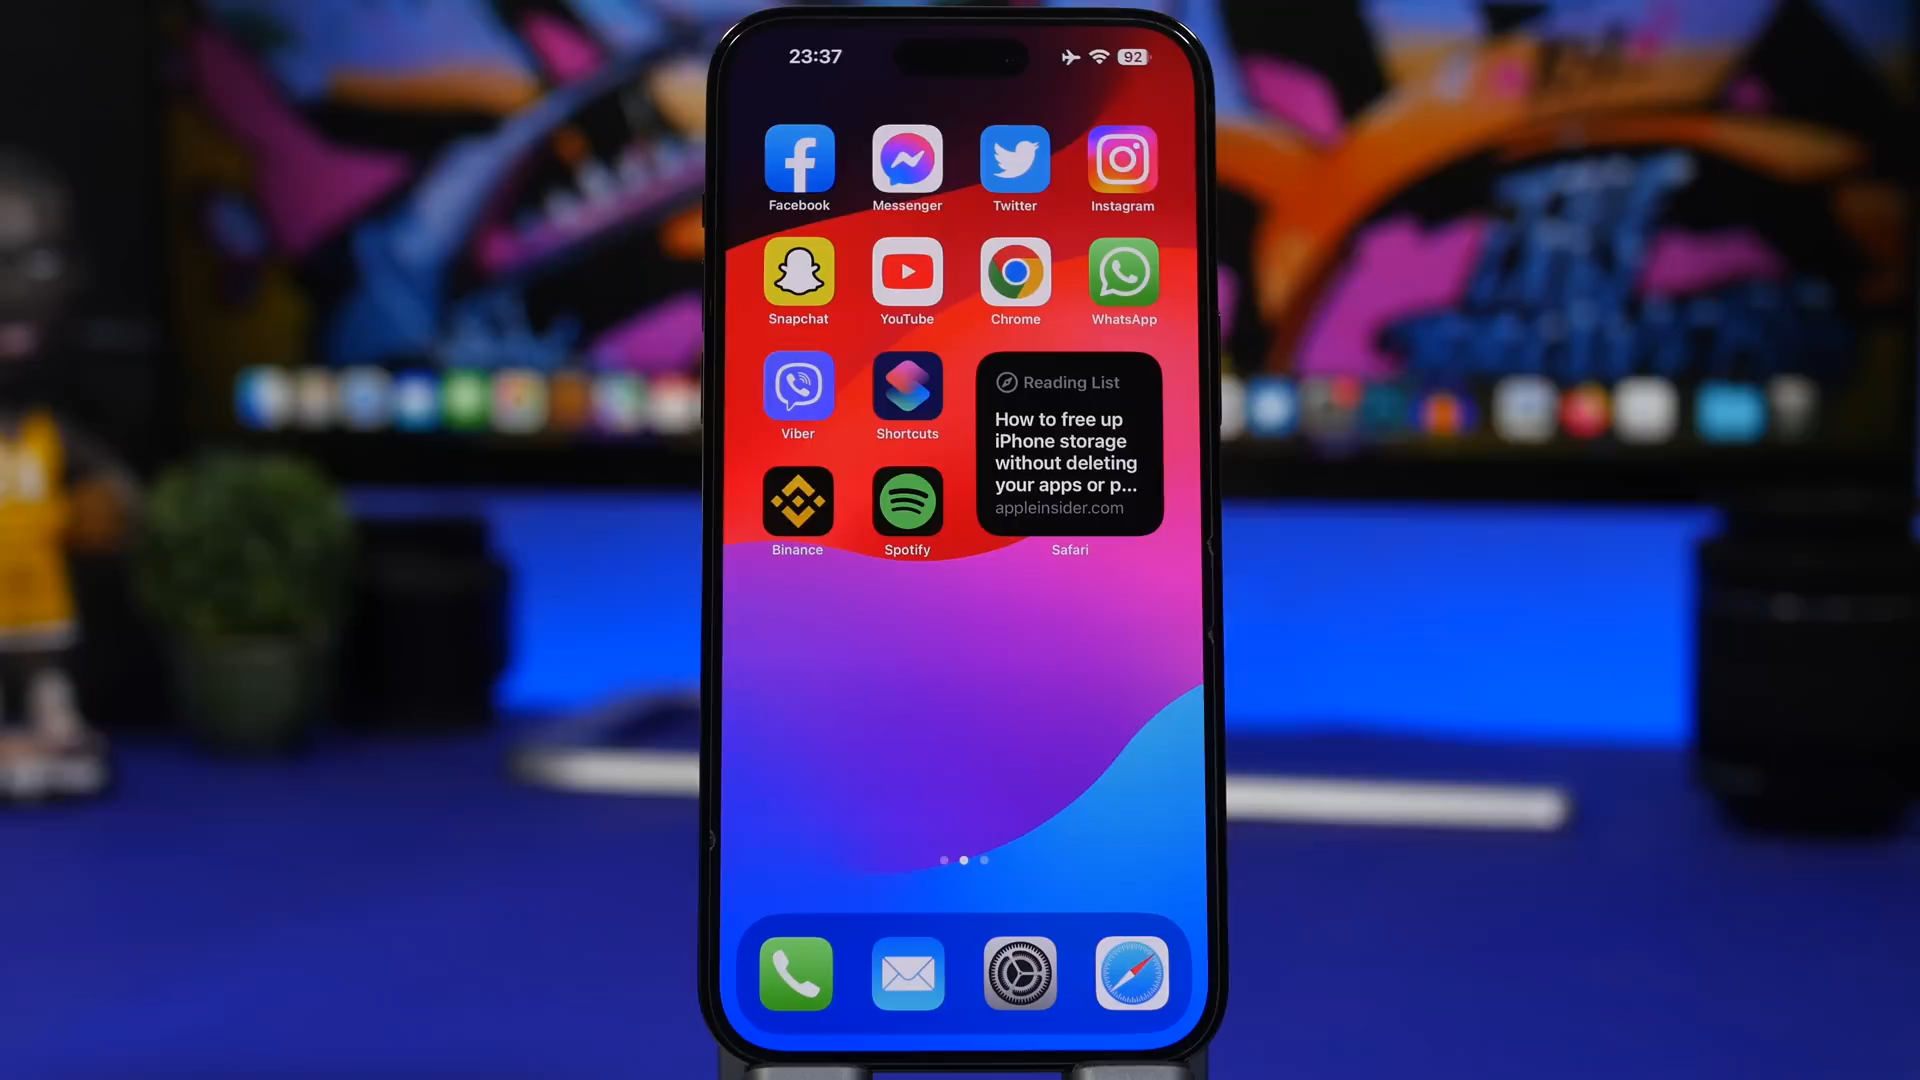 23:37
92
Facebook
Messenger
Twitter
Instagram
Snapchat
YouTube
Chrome
WhatsApp
Viber
Shortcuts
Reading List
How to free up
iPhone storage
without deleting
your apps or p...
appleinsider.com
Binance
Spotify
Safari